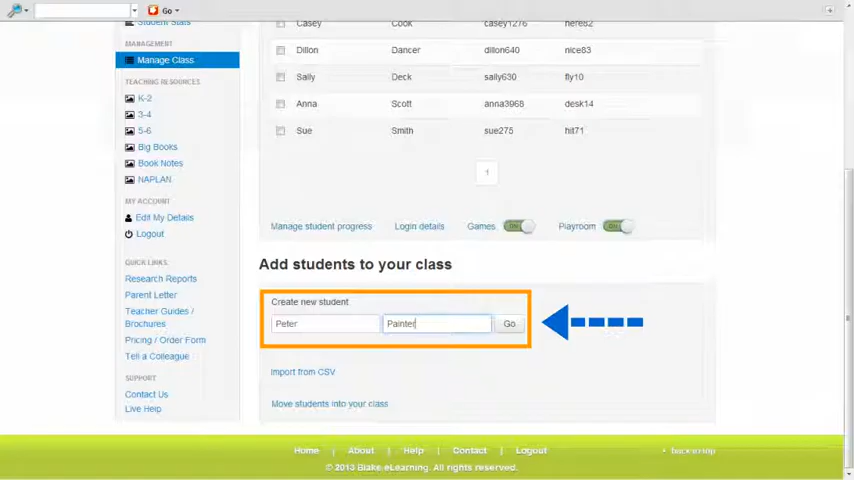 Go
Student Stats
MANAGEMENT
Manage Class
TEACHING RESOURCES
K-2
3-4
5-6
Big Books
Book Notes
NAPLAN
MY ACCOUNT
Edit My Details
Logout
QUICK LINKS
Research Reports
Parent Letter
Teacher Guides /
Brochures
Pricing / Order Form
Tell a Colleague
SUPPORT
Contact Us
Live Help
Casey Cook casey1276 here82
Dillon Dancer dillon640 nice83
Sally Deck sally630 fly10
Anna Scott anna3968 desk14
Sue Smith sue275 hit71
1
Manage student progress Login details Games ON Playroom ON
Add students to your class
Create new student
Peter Painter Go
Import from CSV
Move students into your class
Home | About | Help | Contact | Logout
back to top
© 2013 Blake eLearning. All rights reserved.